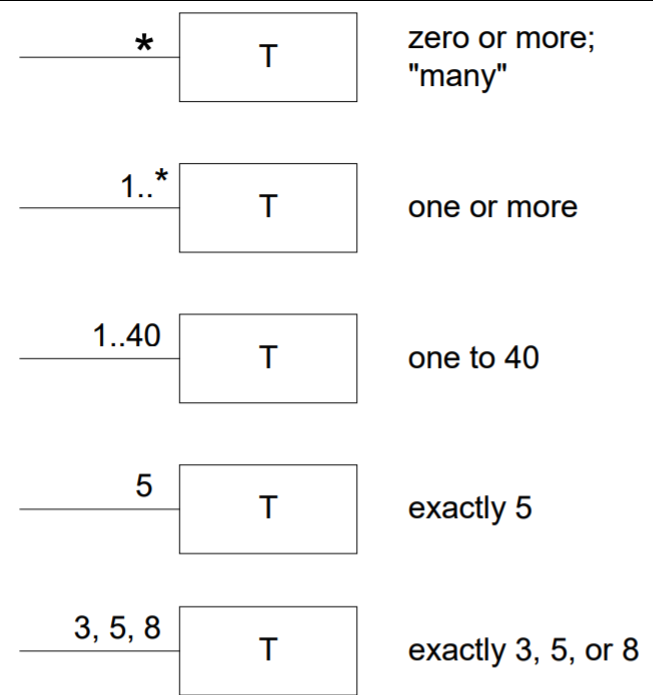 *
T
zero or more;
"many"
1..*
T
one or more
1..40
T
one to 40
5
T
exactly 5
3, 5, 8
T
exactly 3, 5, or 8